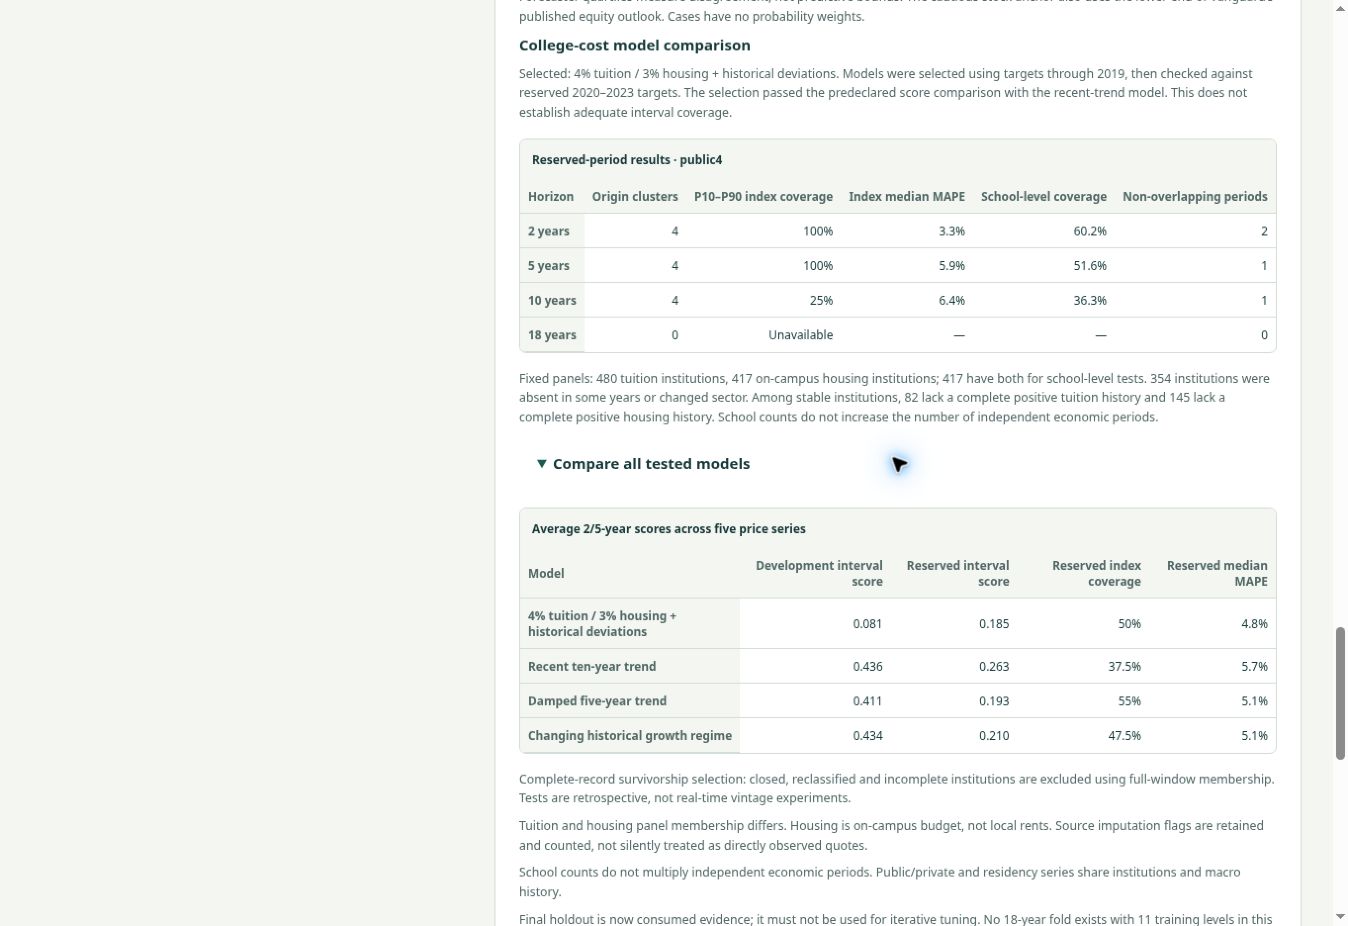 published equity outlook. Cases have no probability weights.
College-cost model comparison
Selected: 4% tuition / 3% housing + historical deviations. Models were selected using targets through 2019, then checked against
reserved 2020–2023 targets. The selection passed the predeclared score comparison with the recent-trend model. This does not
establish adequate interval coverage.
Reserved-period results · public4
Horizon Origin clusters P10–P90 index coverage Index median MAPE School-level coverage Non-overlapping periods
2 years 4 100% 3.3% 60.2% 2
5 years 4 100% 5.9% 51.6% 1
10 years 4 25% 6.4% 36.3% 1
18 years 0 Unavailable — — 0
Fixed panels: 480 tuition institutions, 417 on-campus housing institutions; 417 have both for school-level tests. 354 institutions were
absent in some years or changed sector. Among stable institutions, 82 lack a complete positive tuition history and 145 lack a
complete positive housing history. School counts do not increase the number of independent economic periods.
▼ Compare all tested models
Average 2/5-year scores across five price series
Model Development interval score Reserved interval score Reserved index coverage Reserved median MAPE
4% tuition / 3% housing + historical deviations 0.081 0.185 50% 4.8%
Recent ten-year trend 0.436 0.263 37.5% 5.7%
Damped five-year trend 0.411 0.193 55% 5.1%
Changing historical growth regime 0.434 0.210 47.5% 5.1%
Complete-record survivorship selection: closed, reclassified and incomplete institutions are excluded using full-window membership.
Tests are retrospective, not real-time vintage experiments.
Tuition and housing panel membership differs. Housing is on-campus budget, not local rents. Source imputation flags are retained
and counted, not silently treated as directly observed quotes.
School counts do not multiply independent economic periods. Public/private and residency series share institutions and macro
history.
Final holdout is now consumed evidence; it must not be used for iterative tuning. No 18-year fold exists with 11 training levels in this